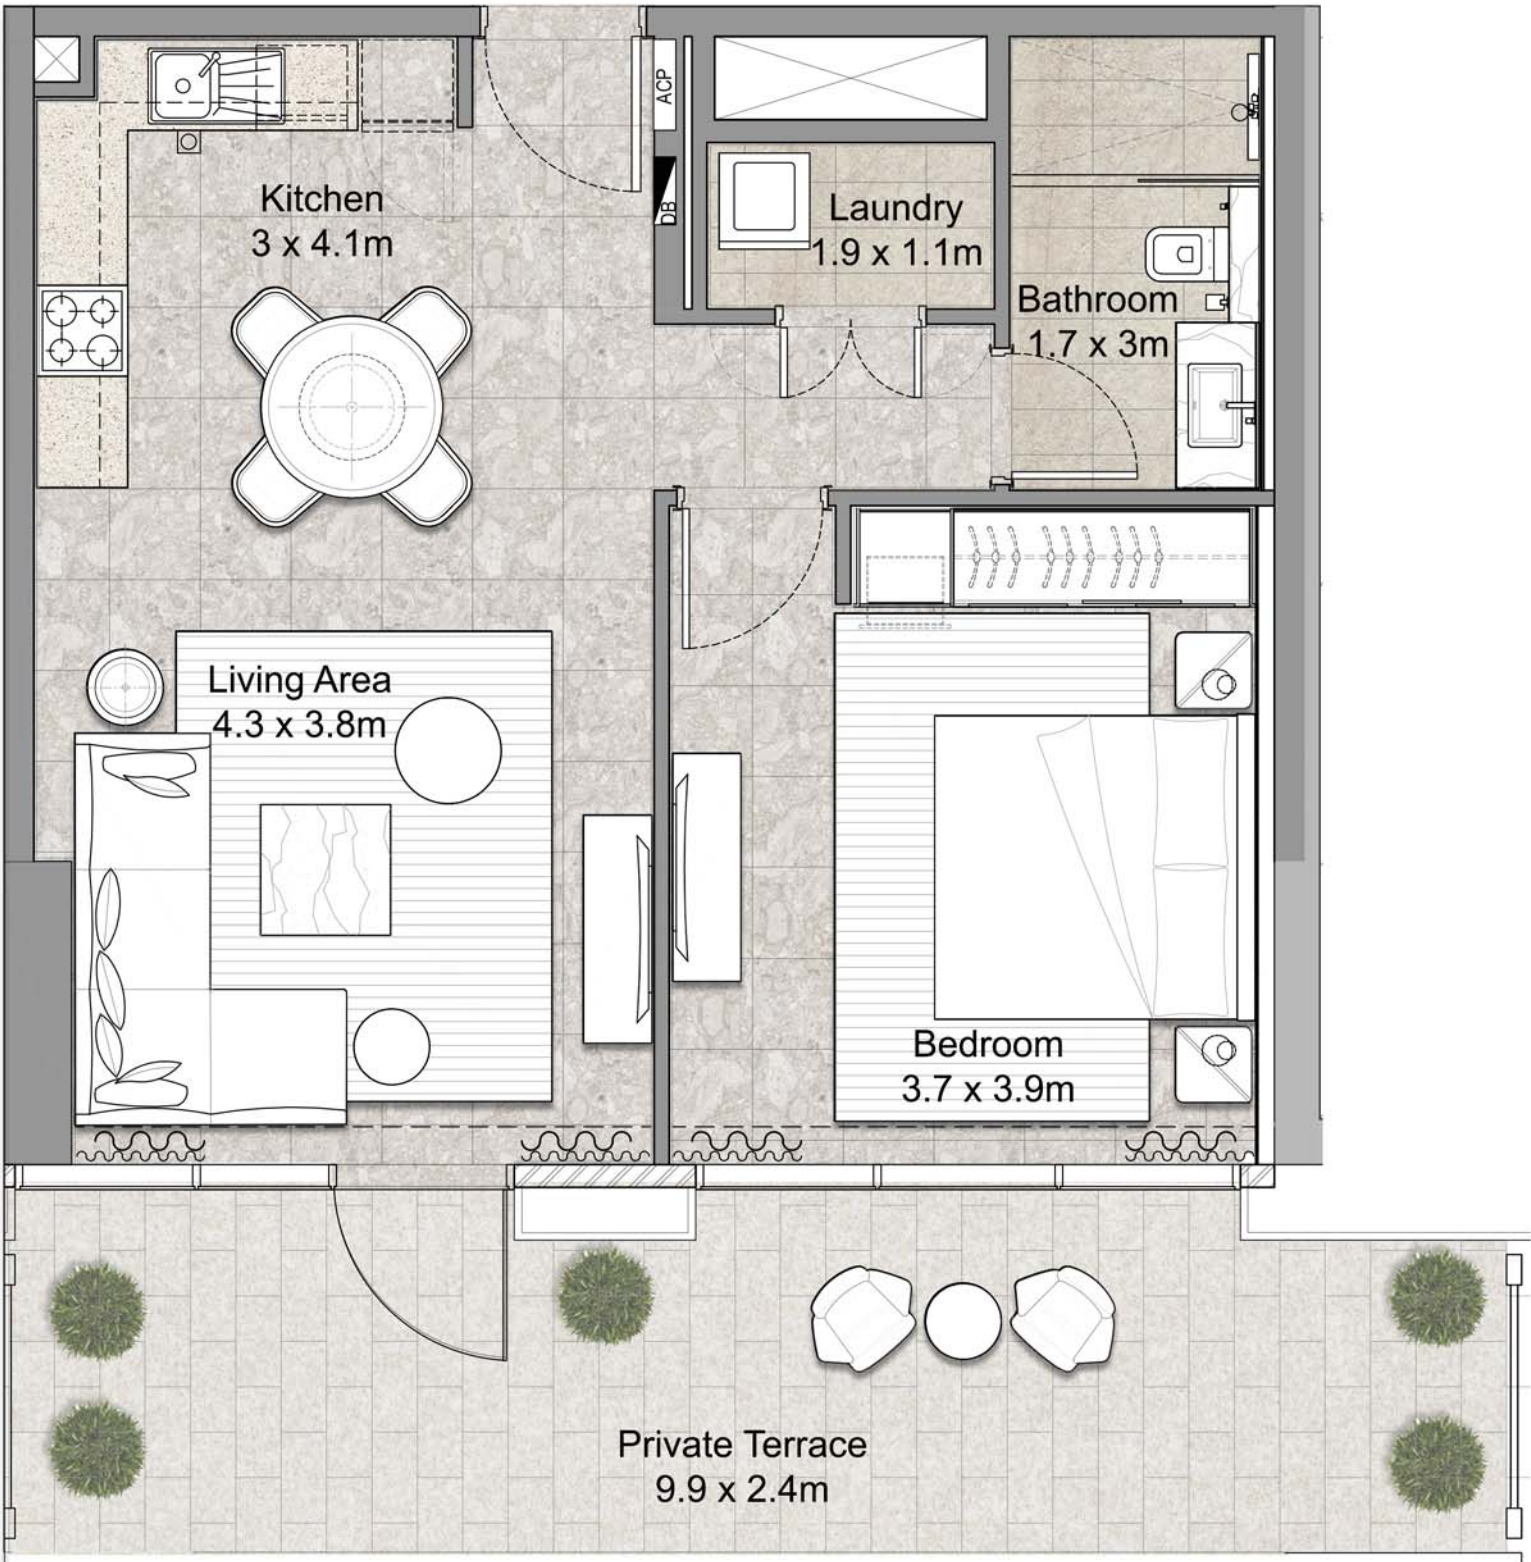 ACP
Kitchen
3 x 4.1m
DB
Laundry
1.9 x 1.1m
Bathroom
1.7 x 3m
Living Area
4.3 x 3.8m
Bedroom
3.7 x 3.9m
Private Terrace
9.9 x 2.4m